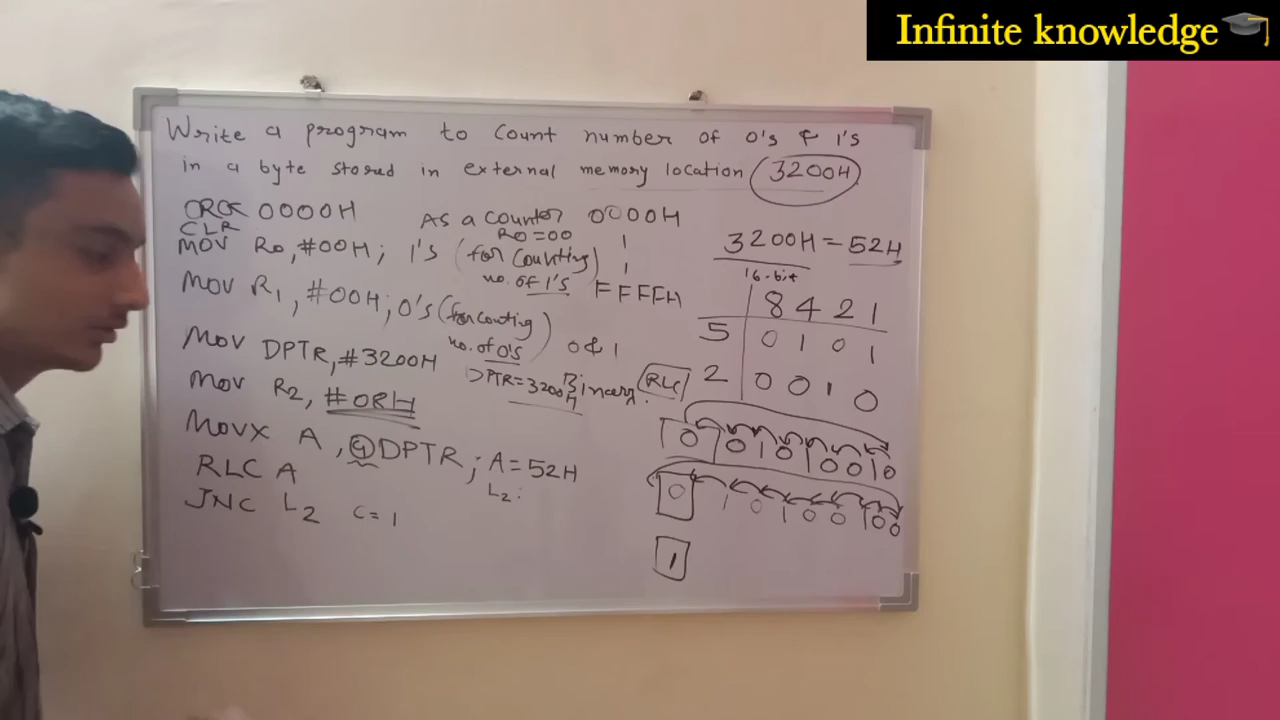 Infinite knowledge
Write a program to count number of 0's & 1's
in a byte stored in external memory location 3200H
ORG 0000H
CLR
MOV R0, #00H; 1's (for counting no. of 1's)
MOV R1, #00H; 0's (for counting no. of 0's)
MOV DPTR, #3200H
DPTR=3200H
MOV R2, #08H
MOVX A, @DPTR; A=52H
RLC A
L2:
JNC L2 C=1
As a counter 0000H
R0=00
1
1
FFFFH
0 & 1
Binary.
RLC
3200H = 52H
16-bit
8 4 2 1
5 0 1 0 1
2 0 0 1 0
0 0 1 0 1 0 0 1 0
0 1 0 1 0 0 1 0 0
1